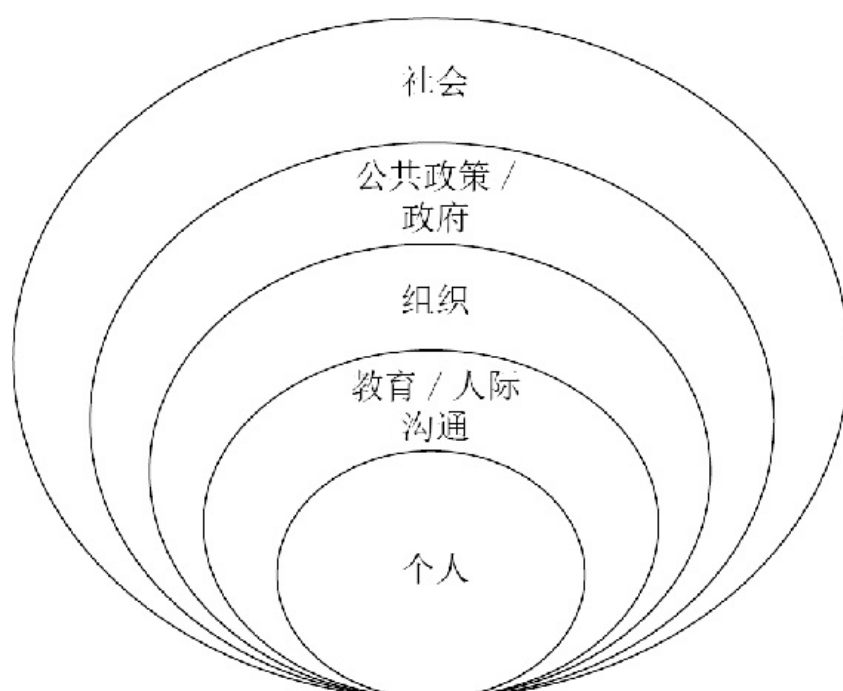 社会
公共政策 /
政府
组织
教育 / 人际
沟通
个人